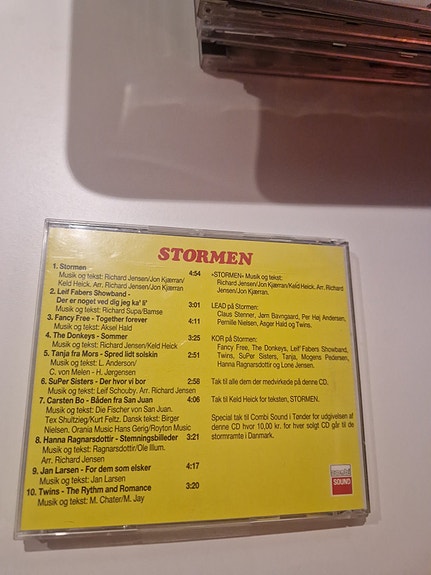 STORMEN
1. Stormen 4:54
Musik og tekst: Richard Jensen/Jon Kjærran/
Keld Heick. Arr. Richard Jensen/Jon Kjærran
2. Leif Fabers Showband -
Der er noget ved dig jeg ka' li' 3:01
Musik og tekst: Richard Supa/Bamse
3. Fancy Free - Together forever 4:11
Musik og tekst: Aksel Hald
4. The Donkeys - Sommer 3:25
Musik og tekst: Richard Jensen/Keld Heick
5. Tanja fra Mors - Spred lidt solskin 2:51
Musik og tekst: L. Anderson/
C. von Melen - H. Jørgensen
6. SuPer Sisters - Der hvor vi bor 2:58
Musik og tekst: Leif Schouby. Arr. Richard Jensen
7. Carsten Bo - Båden fra San Juan 4:06
Musik og tekst: Die Fischer von San Juan.
Tex Shultzieg/Kurt Feltz. Dansk tekst: Birger
Nielsen. Orania Music Hans Gerig/Royton Music
8. Hanna Ragnarsdottir - Stemningsbilleder 3:21
Musik og tekst: Ragnarsdottir/Ole Illum.
Arr. Richard Jensen
9. Jan Larsen - For dem som elsker 4:17
Musik og tekst: Jan Larsen
10. Twins - The Rythm and Romance 3:20
Musik og tekst: M. Chater/M. Jay
»STORMEN« Musik og tekst:
Richard Jensen/Jon Kjærran/Keld Heick. Arr. Richard
Jensen/Jon Kjærran.
LEAD på Stormen:
Claus Stenner, Jørn Bavngaard, Per Høj Andersen,
Pernille Nielsen, Asger Hald og Twins.
KOR på Stormen:
Fancy Free, The Donkeys, Leif Fabers Showband,
Twins, SuPer Sisters, Tanja, Mogens Pedersen,
Hanna Ragnarsdottir og Lone Jensen.
Tak til alle dem der medvirkede på denne CD.
Tak til Keld Heick for teksten, STORMEN.
Special tak til Combi Sound i Tønder for udgivelsen af
denne CD hvor 10,00 kr. for hver solgt CD går til de
stormramte i Danmark.
SOUND